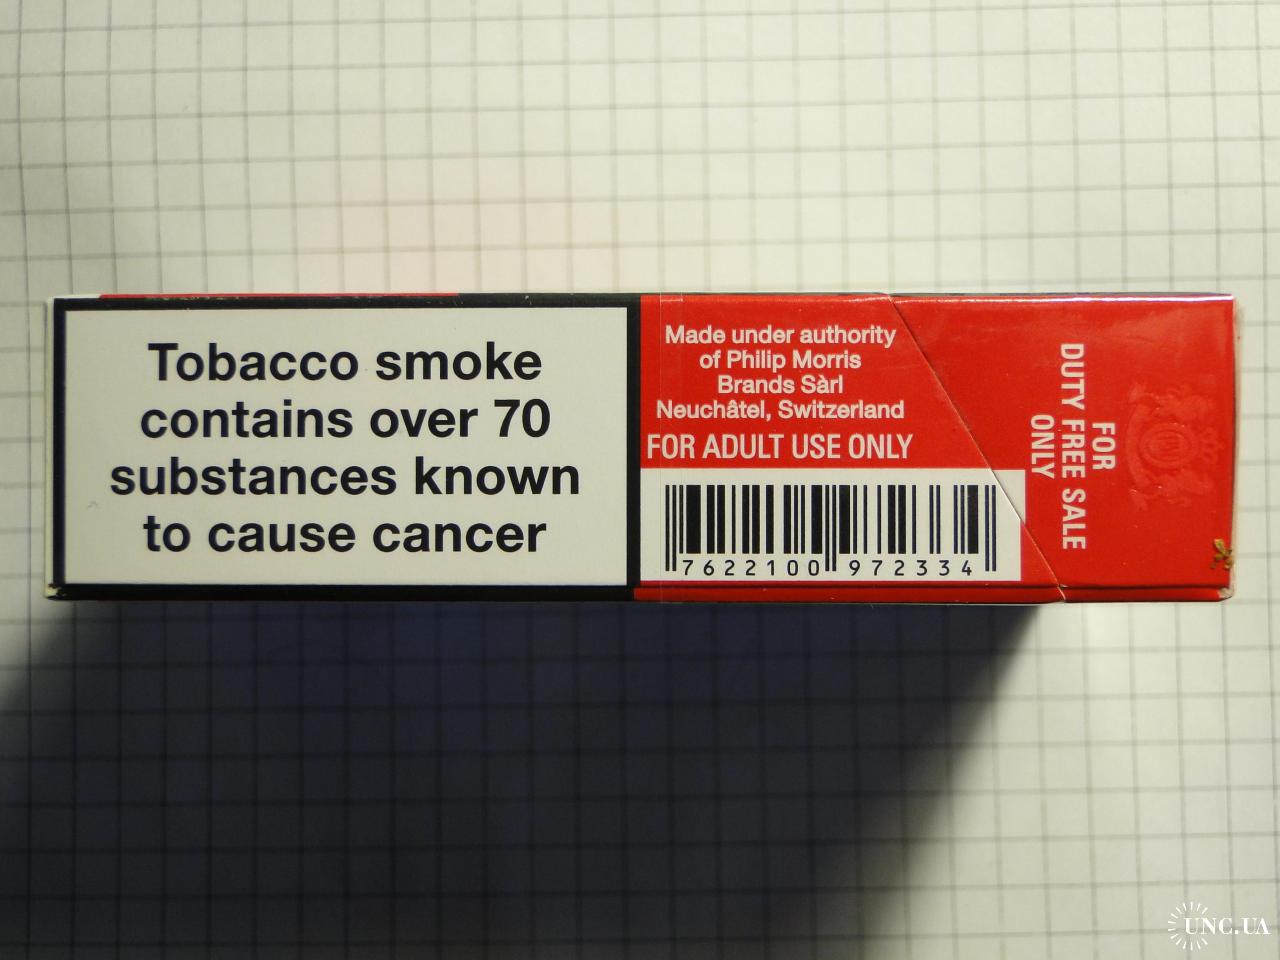 Tobacco smoke
contains over 70
substances known
to cause cancer
Made under authority
of Philip Morris
Brands Sàrl
Neuchâtel, Switzerland
FOR ADULT USE ONLY
7622100 972334
FOR
DUTY FREE SALE
ONLY
UNC.UA